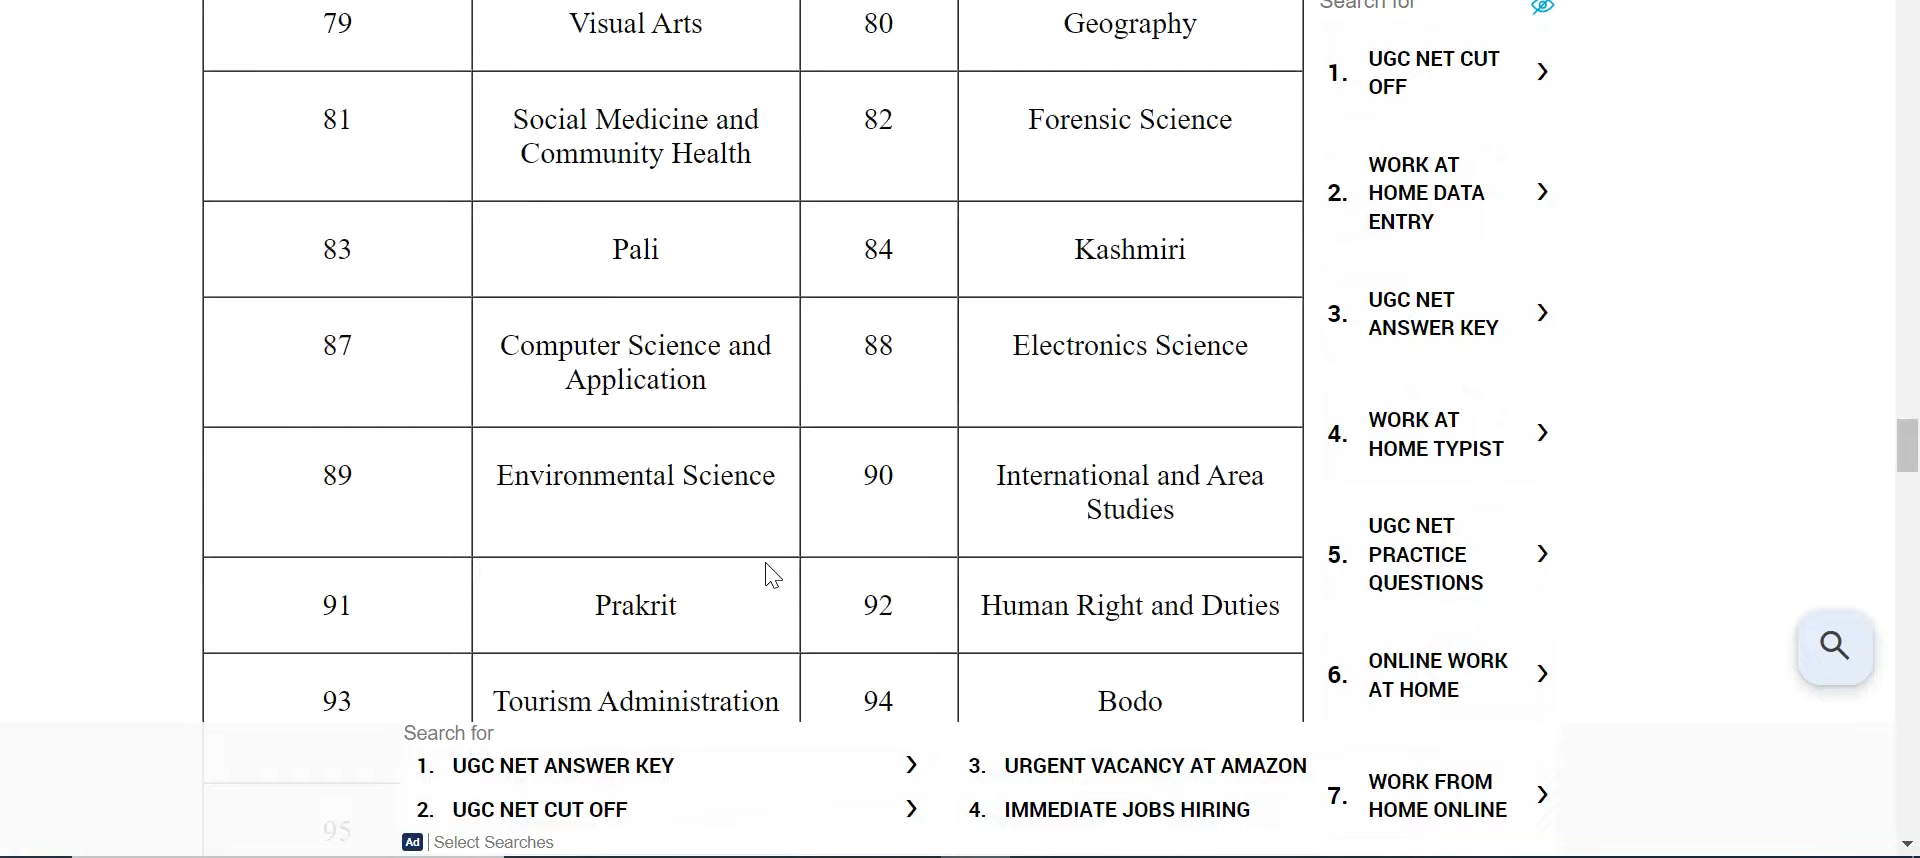 79 Visual Arts 80 Geography
81 Social Medicine and 82 Forensic Science
Community Health
83 Pali 84 Kashmiri
87 Computer Science and 88 Electronics Science
Application
89 Environmental Science 90 International and Area
Studies
91 Prakrit 92 Human Right and Duties
93 Tourism Administration 94 Bodo
95
Search for
1. UGC NET CUT
OFF
2. WORK AT
HOME DATA
ENTRY
3. UGC NET
ANSWER KEY
4. WORK AT
HOME TYPIST
5. UGC NET
PRACTICE
QUESTIONS
6. ONLINE WORK
AT HOME
7. WORK FROM
HOME ONLINE
Search for
1. UGC NET ANSWER KEY
2. UGC NET CUT OFF
3. URGENT VACANCY AT AMAZON
4. IMMEDIATE JOBS HIRING
Ad Select Searches